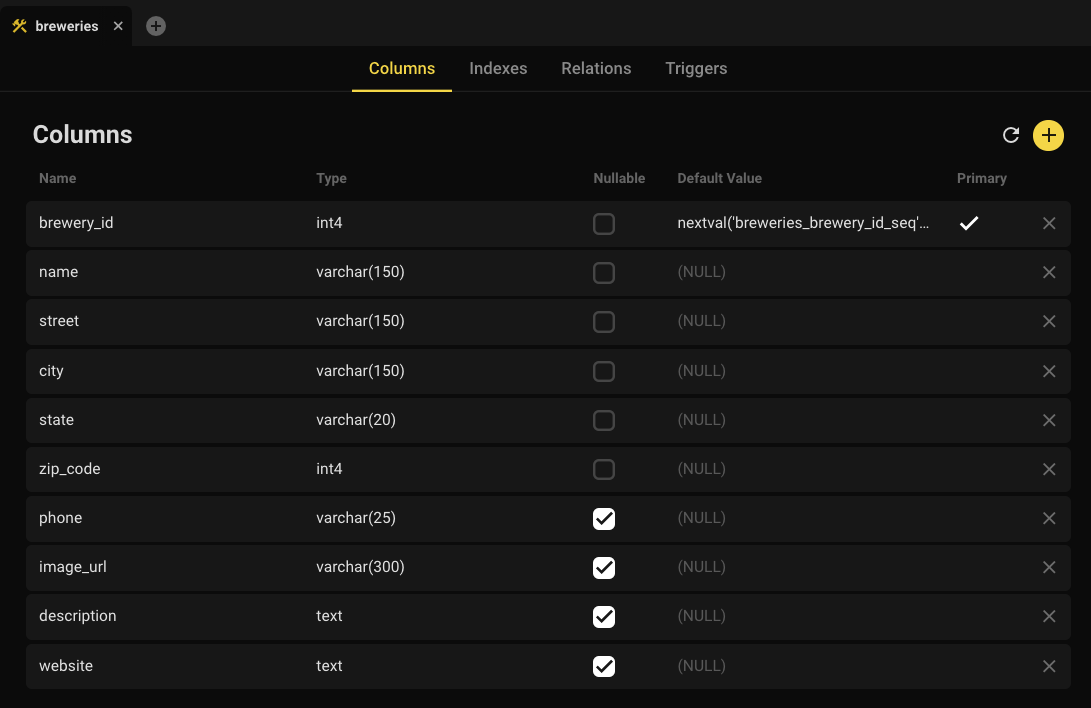 breweries
Columns Indexes Relations Triggers
Columns
Name Type Nullable Default Value Primary
brewery_id int4 nextval('breweries_brewery_id_seq'...
name varchar(150) (NULL)
street varchar(150) (NULL)
city varchar(150) (NULL)
state varchar(20) (NULL)
zip_code int4 (NULL)
phone varchar(25) (NULL)
image_url varchar(300) (NULL)
description text (NULL)
website text (NULL)